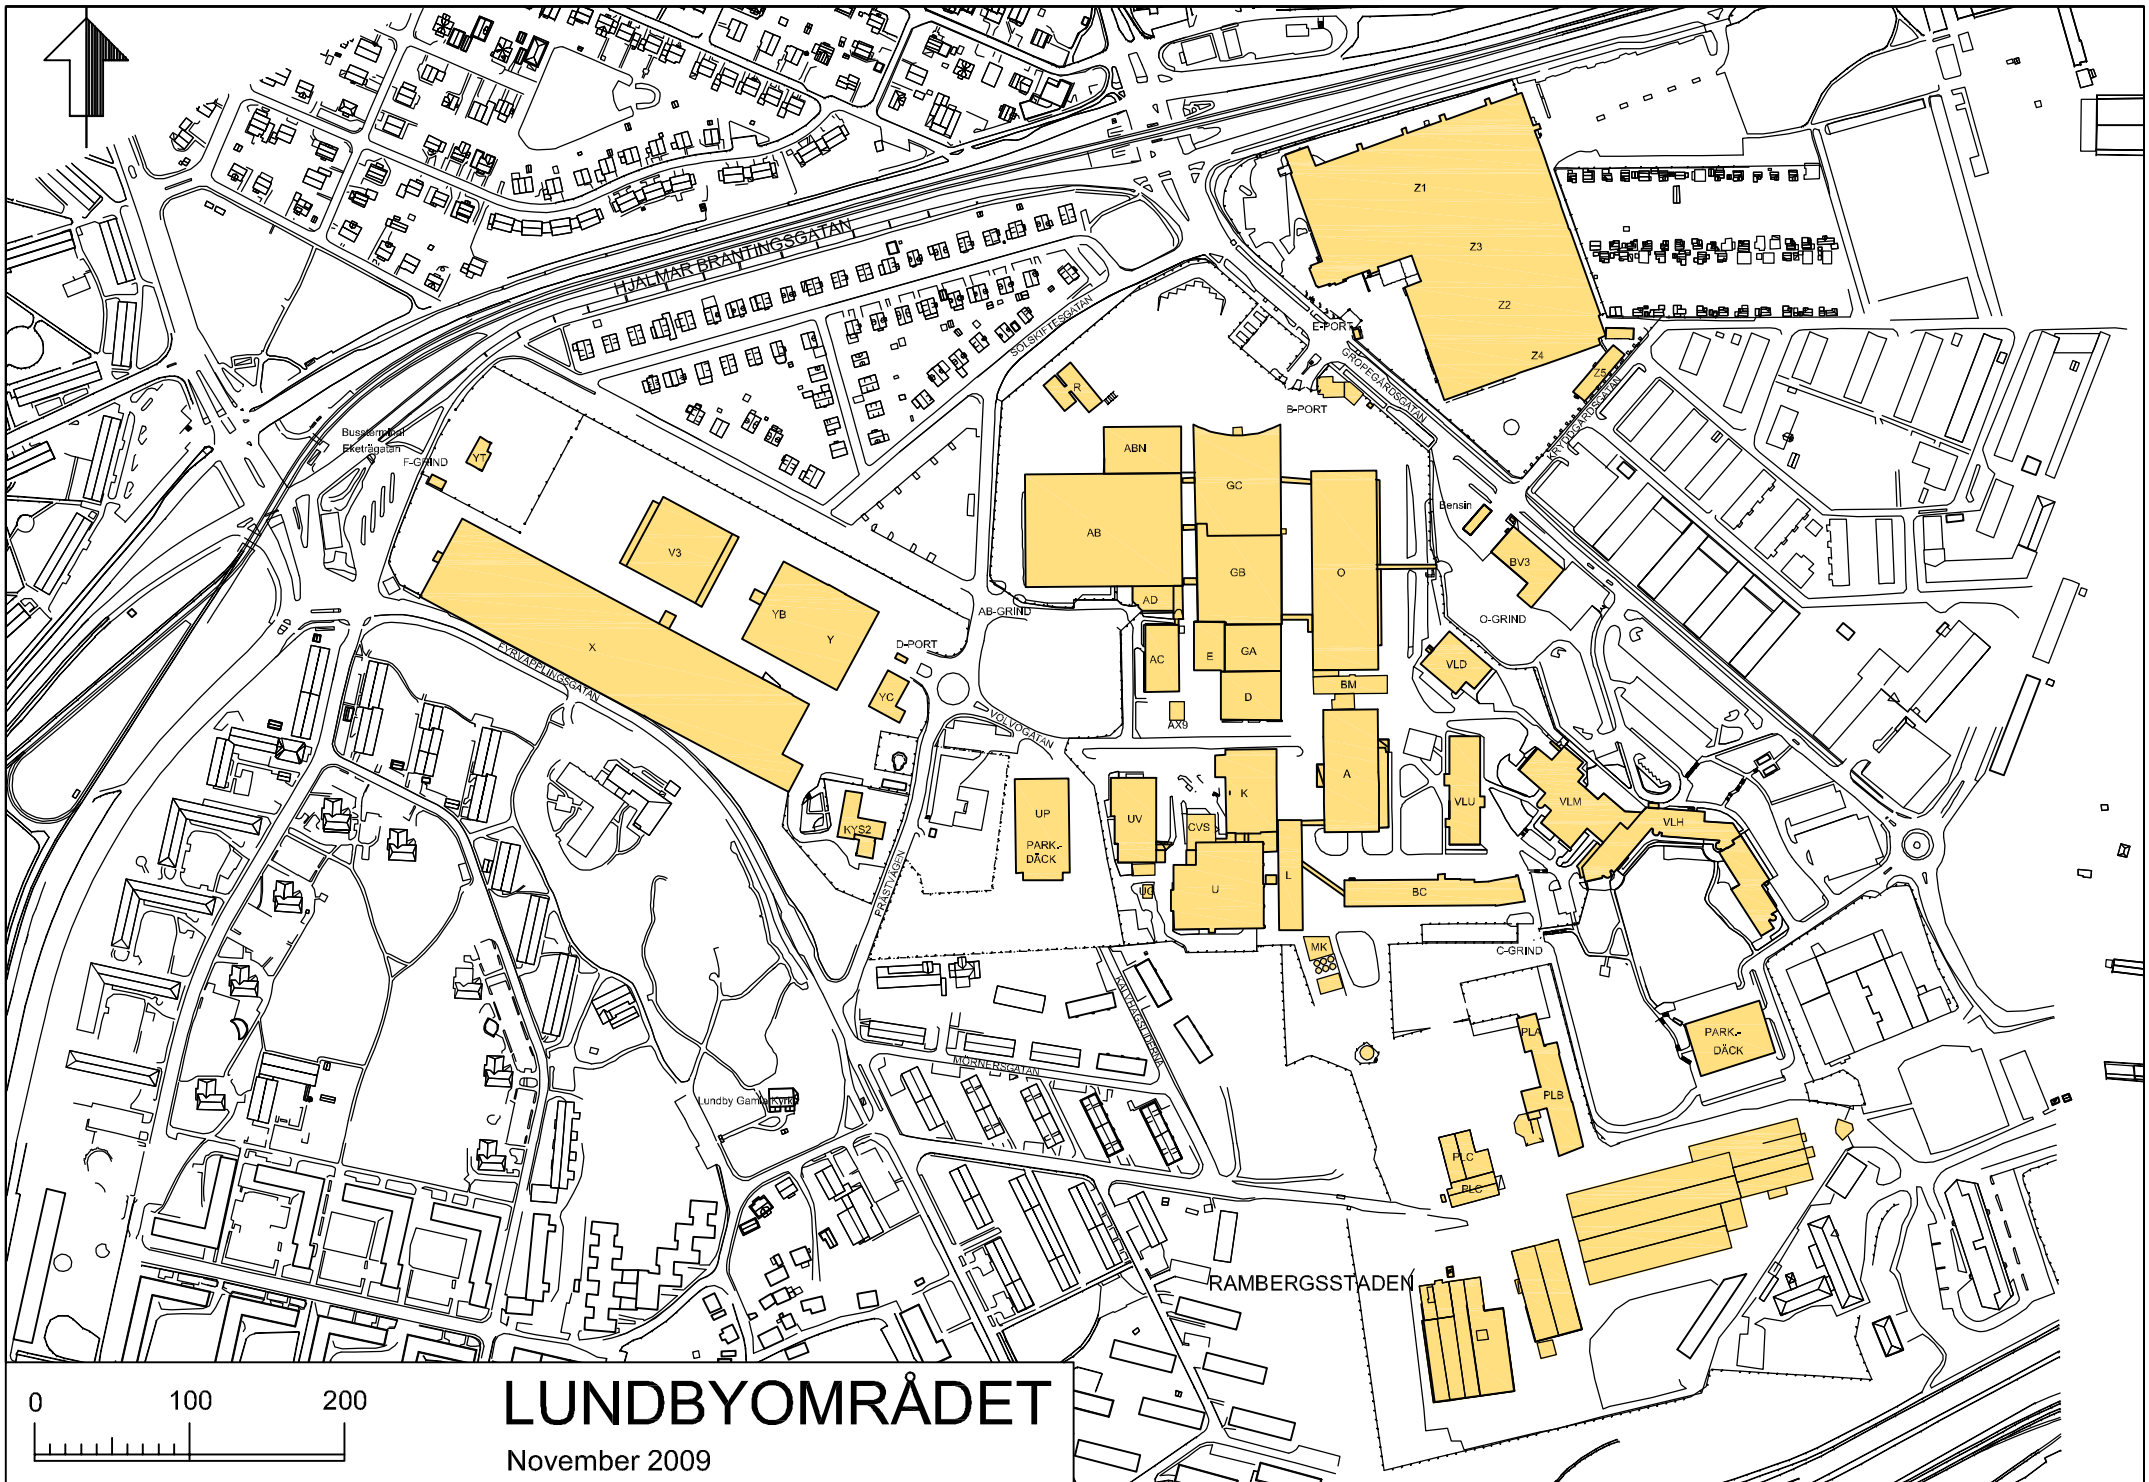 HJALMAR BRANTINGSGATAN
SOLSKIFTESGATAN
Z1
Z3
Z2
Z4
Z5
E-PORT
GROPEGÅRDSGATAN
B-PORT
KRYDDGÅRDSGATAN
R
Bussterminal
Eketrägatan
F-GRIND
YT
ABN
GC
AB
Bensin
V3
GB
O
BV3
AD
YB
Y
AB-GRIND
O-GRIND
D-PORT
X
FYRVÄPPLINGSGATAN
AC
E
GA
VLD
YC
BM
D
AX9
VOLVOGATAN
A
K
VLU
VLM
VLH
UP
PARK.-
DÄCK
UV
CVS
KYS2
PRÄSTVÄGEN
UG
U
L
BC
MK
C-GRIND
KALVHAGSLIDERNA
PLA
PARK.-
DÄCK
MÖRNERSGATAN
PLB
Lundby Gamla Kyrka
PLC
PLC
RAMBERGSSTADEN
0 100 200
LUNDBYOMRÅDET
November 2009